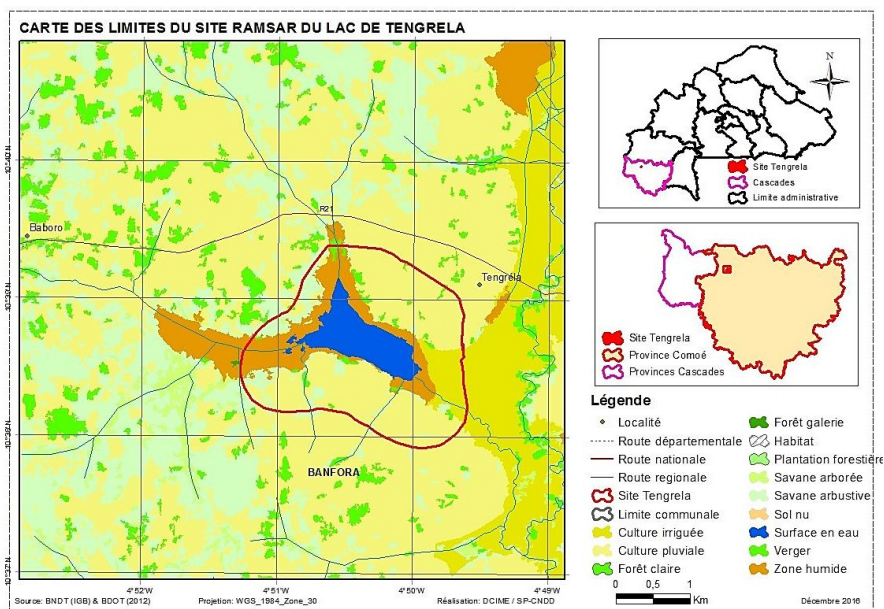 CARTE DES LIMITES DU SITE RAMSAR DU LAC DE TENGRELA
R21
Baboro
Tengréla
BANFORA
4°52'W
4°51'W
4°50'W
4°49'W
N
Site Tengrela
Cascades
Limite administrative
Site Tengrela
Province Comoé
Provinces Cascades
Légende
Localité
Route départementale
Route nationale
Route regionale
Site Tengrela
Limite communale
Culture irriguée
Culture pluviale
Forêt claire
Forêt galerie
Habitat
Plantation forestière
Savane arborée
Savane arbustive
Sol nu
Surface en eau
Verger
Zone humide
0 0,5 1
Km
Source: BNDT (IGB) & BDOT (2012)
Projetion: WGS_1984_Zone_30
Réalisation: DCIME / SP-CNDD
Décembre 2016